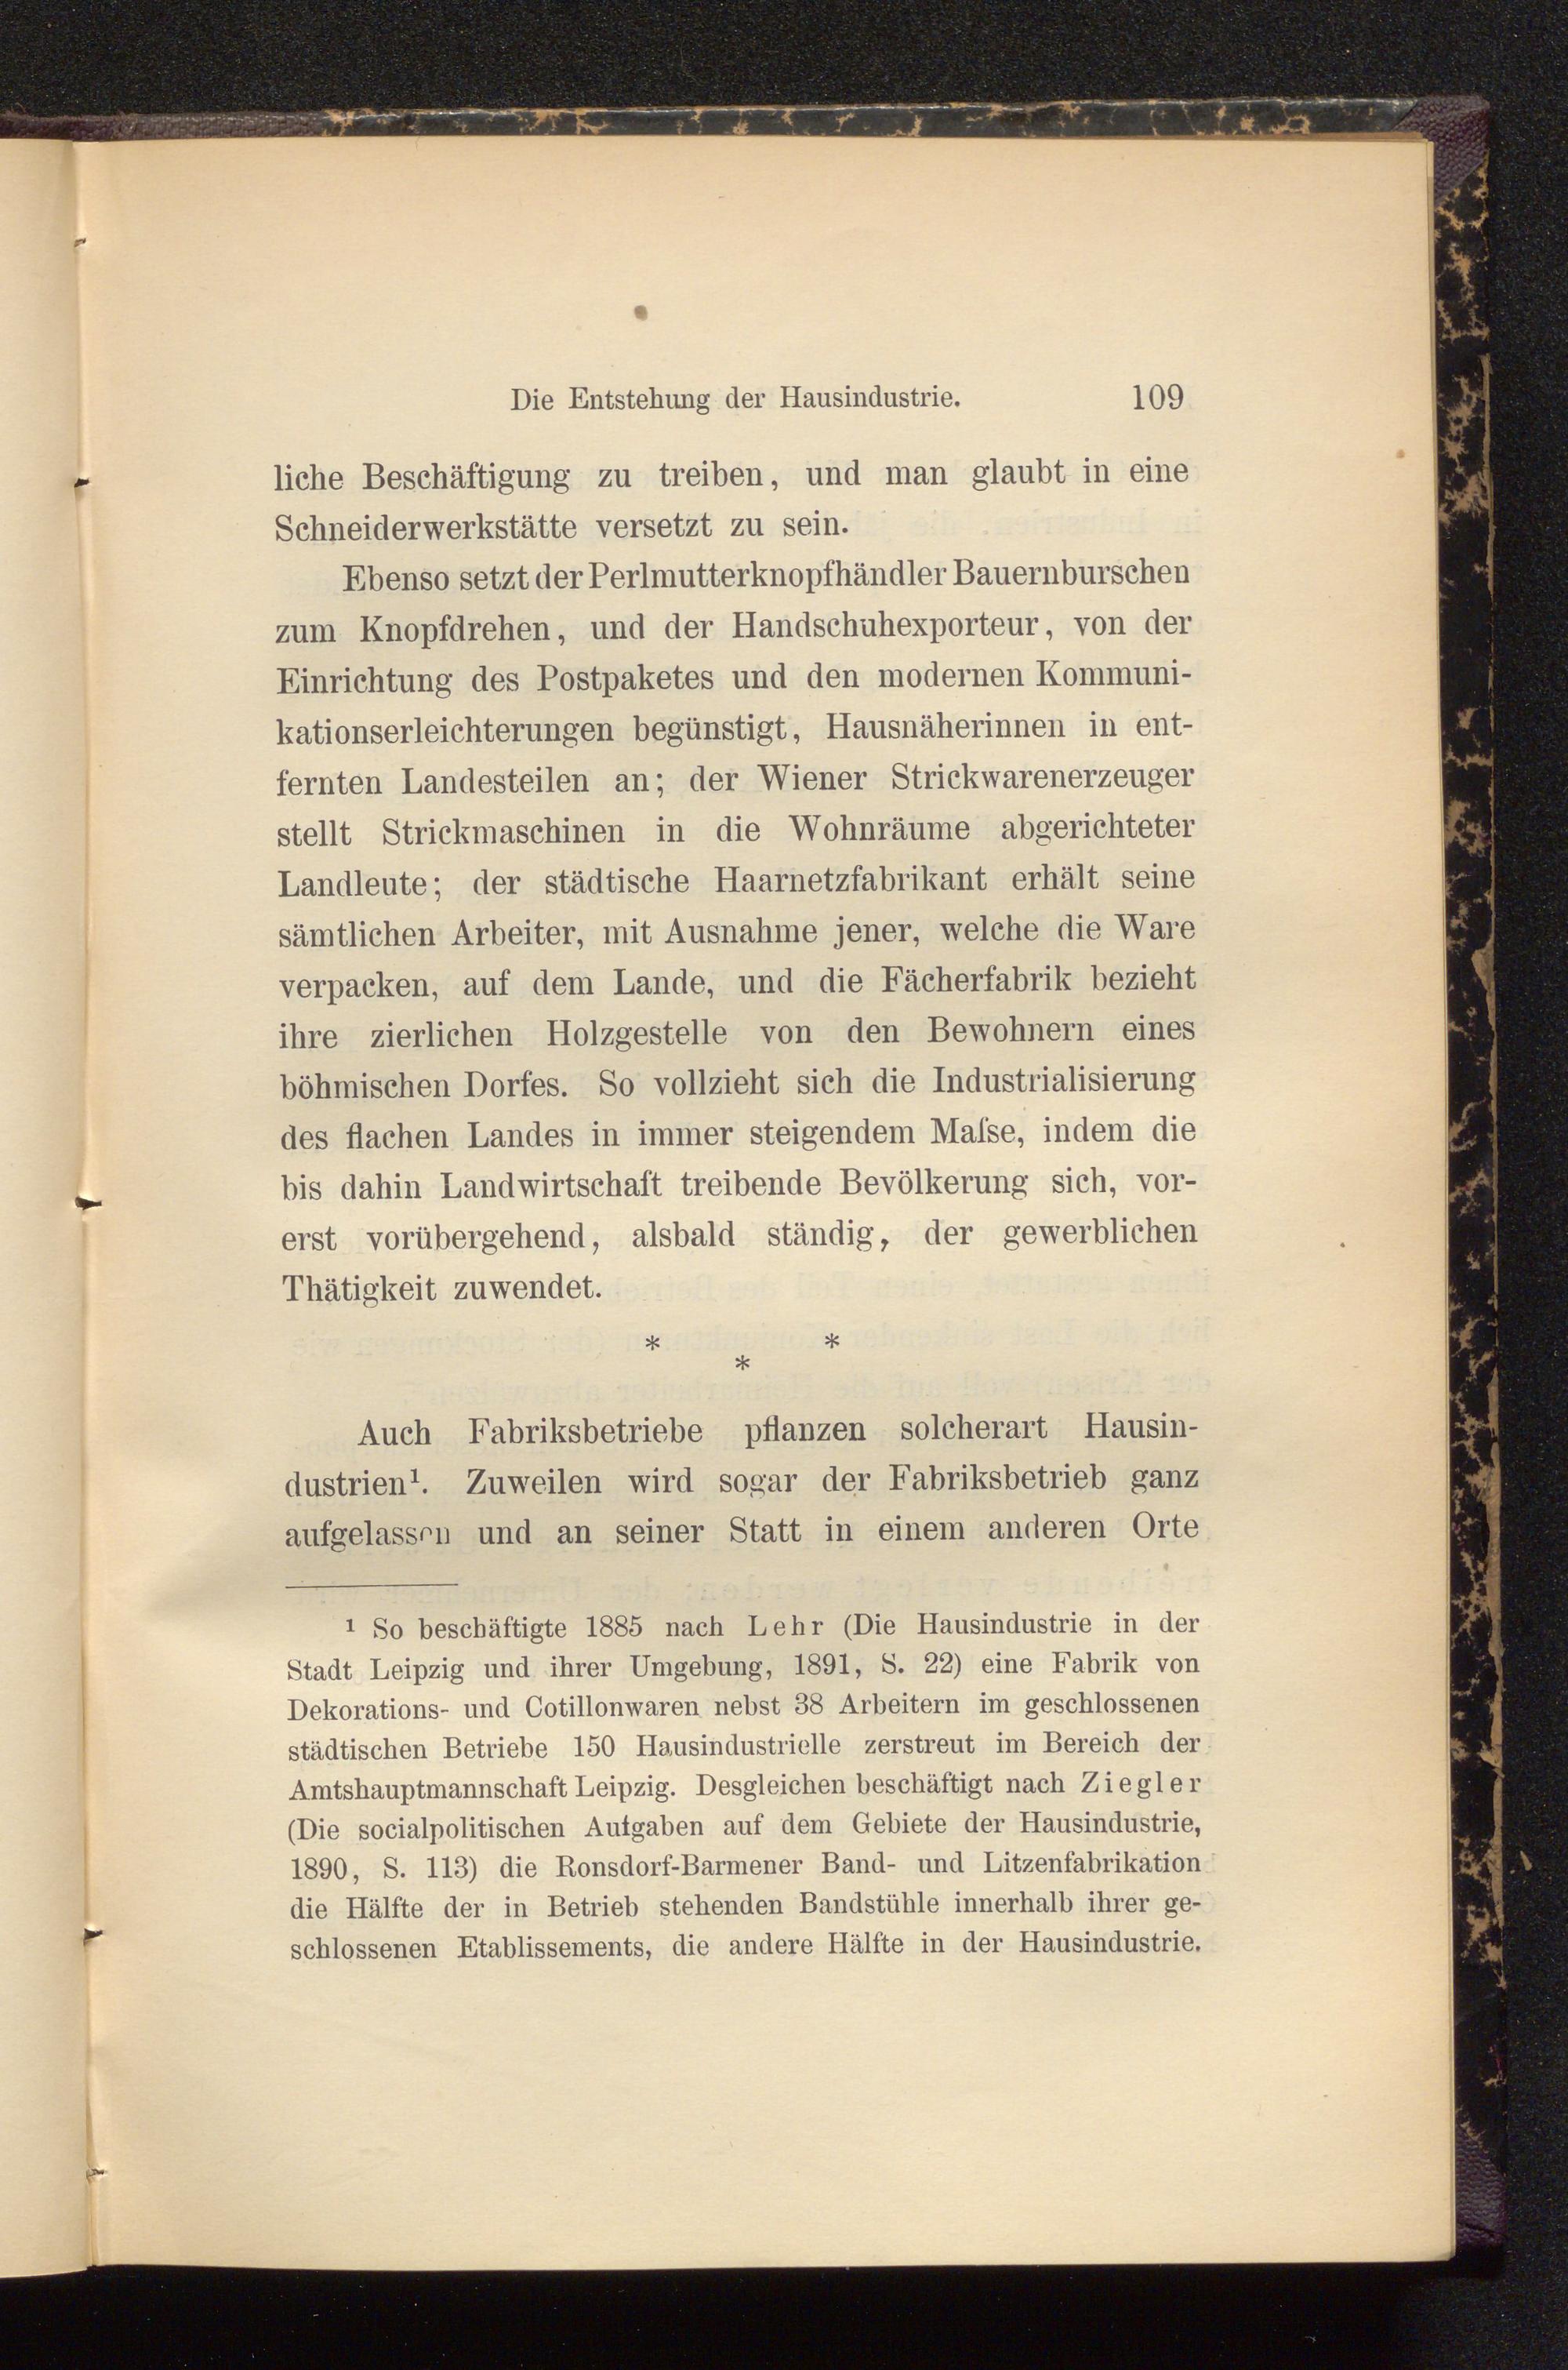 Die Entstehung der Hausindustrie. 109
liche Beschäftigung zu treiben, und man glaubt in eine
Schneiderwerkstätte versetzt zu sein.
Ebenso setzt der Perlmutterknopfhändler Bauernburschen
zum Knopfdrehen, und der Handschuhexporteur, von der
Einrichtung des Postpaketes und den modernen Kommuni-
kationserleichterungen begünstigt, Hausnäherinnen in ent-
fernten Landesteilen an; der Wiener Strickwarenerzeuger
stellt Strickmaschinen in die Wohnräume abgerichteter
Landleute; der städtische Haarnetzfabrikant erhält seine
sämtlichen Arbeiter, mit Ausnahme jener, welche die Ware
verpacken, auf dem Lande, und die Fächerfabrik bezieht
ihre zierlichen Holzgestelle von den Bewohnern eines
böhmischen Dorfes. So vollzieht sich die Industrialisierung
des flachen Landes in immer steigendem Maſse, indem die
bis dahin Landwirtschaft treibende Bevölkerung sich, vor-
erst vorübergehend, alsbald ständig, der gewerblichen
Thätigkeit zuwendet.
* *
*
Auch Fabriksbetriebe pflanzen solcherart Hausin-
dustrien¹. Zuweilen wird sogar der Fabriksbetrieb ganz
aufgelassen und an seiner Statt in einem anderen Orte
¹ So beschäftigte 1885 nach Lehr (Die Hausindustrie in der
Stadt Leipzig und ihrer Umgebung, 1891, S. 22) eine Fabrik von
Dekorations- und Cotillonwaren nebst 38 Arbeitern im geschlossenen
städtischen Betriebe 150 Hausindustrielle zerstreut im Bereich der
Amtshauptmannschaft Leipzig. Desgleichen beschäftigt nach Ziegler
(Die socialpolitischen Aufgaben auf dem Gebiete der Hausindustrie,
1890, S. 113) die Ronsdorf-Barmener Band- und Litzenfabrikation
die Hälfte der in Betrieb stehenden Bandstühle innerhalb ihrer ge-
schlossenen Etablissements, die andere Hälfte in der Hausindustrie.